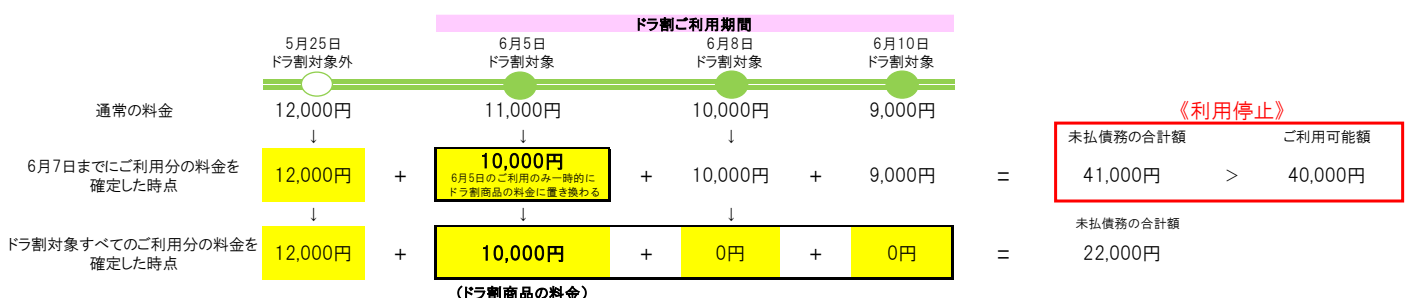 ドラ割ご利用期間
5月25日
ドラ割対象外
6月5日
ドラ割対象
6月8日
ドラ割対象
6月10日
ドラ割対象
通常の料金 12,000円 11,000円 10,000円 9,000円
《利用停止》
↓ ↓ ↓
未払債務の合計額 ご利用可能額
6月7日までにご利用分の料金を
確定した時点
12,000円 +
10,000円
6月5日のご利用のみ一時的に
ドラ割商品の料金に置き換わる
+ 10,000円 + 9,000円 = 41,000円 > 40,000円
↓ ↓ ↓
未払債務の合計額
ドラ割対象すべてのご利用分の料金を
確定した時点
12,000円 + 10,000円 + 0円 + 0円 = 22,000円
(ドラ割商品の料金)